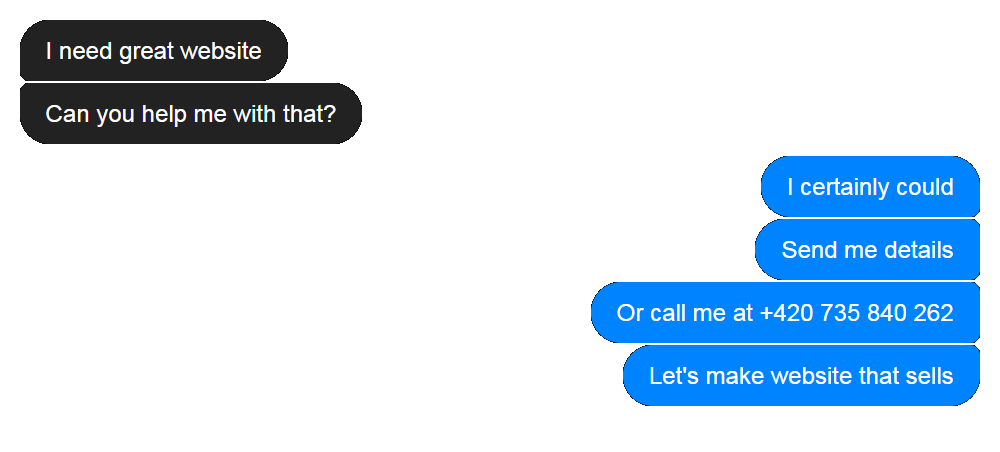 I need great website
Can you help me with that?
I certainly could
Send me details
Or call me at +420 735 840 262
Let's make website that sells